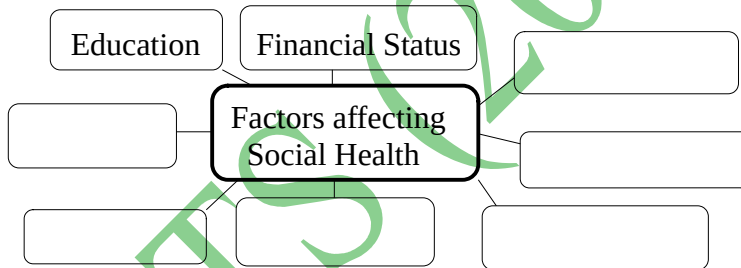 Education
Financial Status
Factors affecting
Social Health